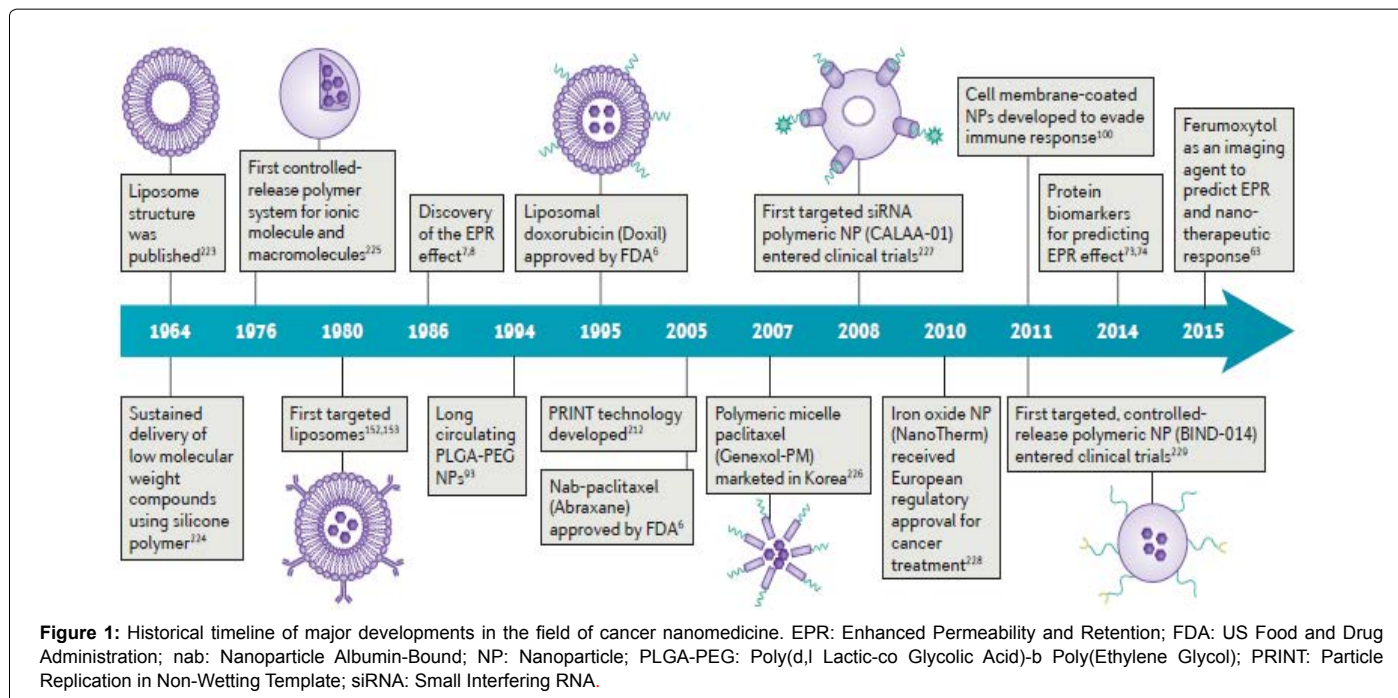 Liposome
structure
was
published223
First controlled-
release polymer
system for ionic
molecule and
macromolecules225
Discovery
of the EPR
effect7,8
Liposomal
doxorubicin (Doxil)
approved by FDA6
First targeted siRNA
polymeric NP (CALAA-01)
entered clinical trials227
Cell membrane-coated
NPs developed to evade
immune response100
Protein
biomarkers
for predicting
EPR effect73,74
Ferumoxytol
as an imaging
agent to
predict EPR
and nano-
therapeutic
response63
1964 1976 1980 1986 1994 1995 2005 2007 2008 2010 2011 2014 2015
Sustained
delivery of
low molecular
weight
compounds
using silicone
polymer224
First targeted
liposomes152,153
Long
circulating
PLGA-PEG
NPs93
PRINT technology
developed212
Nab-paclitaxel
(Abraxane)
approved by FDA6
Polymeric micelle
paclitaxel
(Genexol-PM)
marketed in Korea226
Iron oxide NP
(NanoTherm)
received
European
regulatory
approval for
cancer
treatment228
First targeted, controlled-
release polymeric NP (BIND-014)
entered clinical trials229
Figure 1: Historical timeline of major developments in the field of cancer nanomedicine. EPR: Enhanced Permeability and Retention; FDA: US Food and Drug
Administration; nab: Nanoparticle Albumin-Bound; NP: Nanoparticle; PLGA-PEG: Poly(d,l Lactic-co Glycolic Acid)-b Poly(Ethylene Glycol); PRINT: Particle
Replication in Non-Wetting Template; siRNA: Small Interfering RNA.